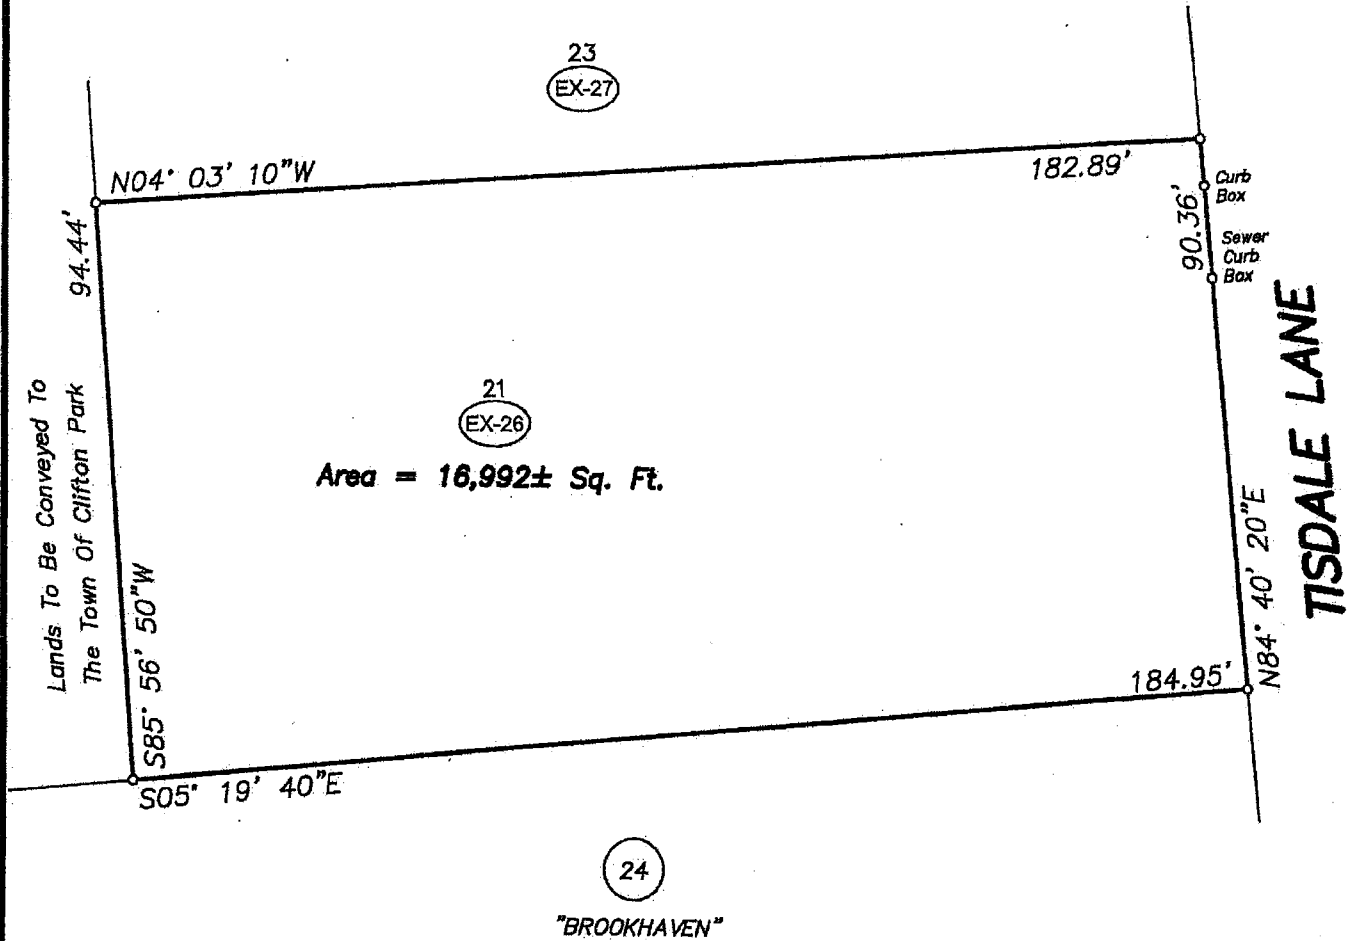 23
EX-27
N04° 03' 10"W
182.89'
94.44'
90.36'
Curb
Box
Sewer
Curb
Box
TISDALE LANE
21
EX-26
Area = 16,992± Sq. Ft.
Lands To Be Conveyed To
The Town Of Clifton Park
S85° 56' 50"W
N84° 40' 20"E
184.95'
S05° 19' 40"E
24
"BROOKHAVEN"